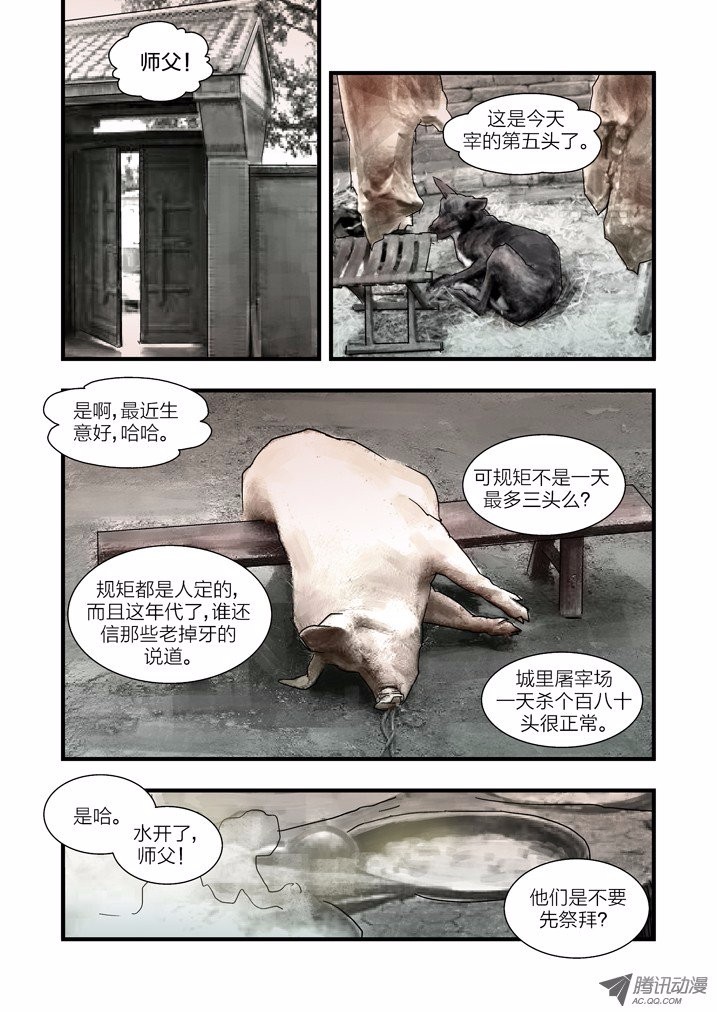 师父！
这是今天
宰的第五头了。
是啊，最近生
意好，哈哈。
可规矩不是一天
最多三头么？
规矩都是人定的，
而且这年代了，谁还
信那些老掉牙的
说道。
城里屠宰场
一天杀个百八十
头很正常。
是哈。
水开了，
师父！
他们是不要
先祭拜？
腾讯动漫
AC.QQ.COM